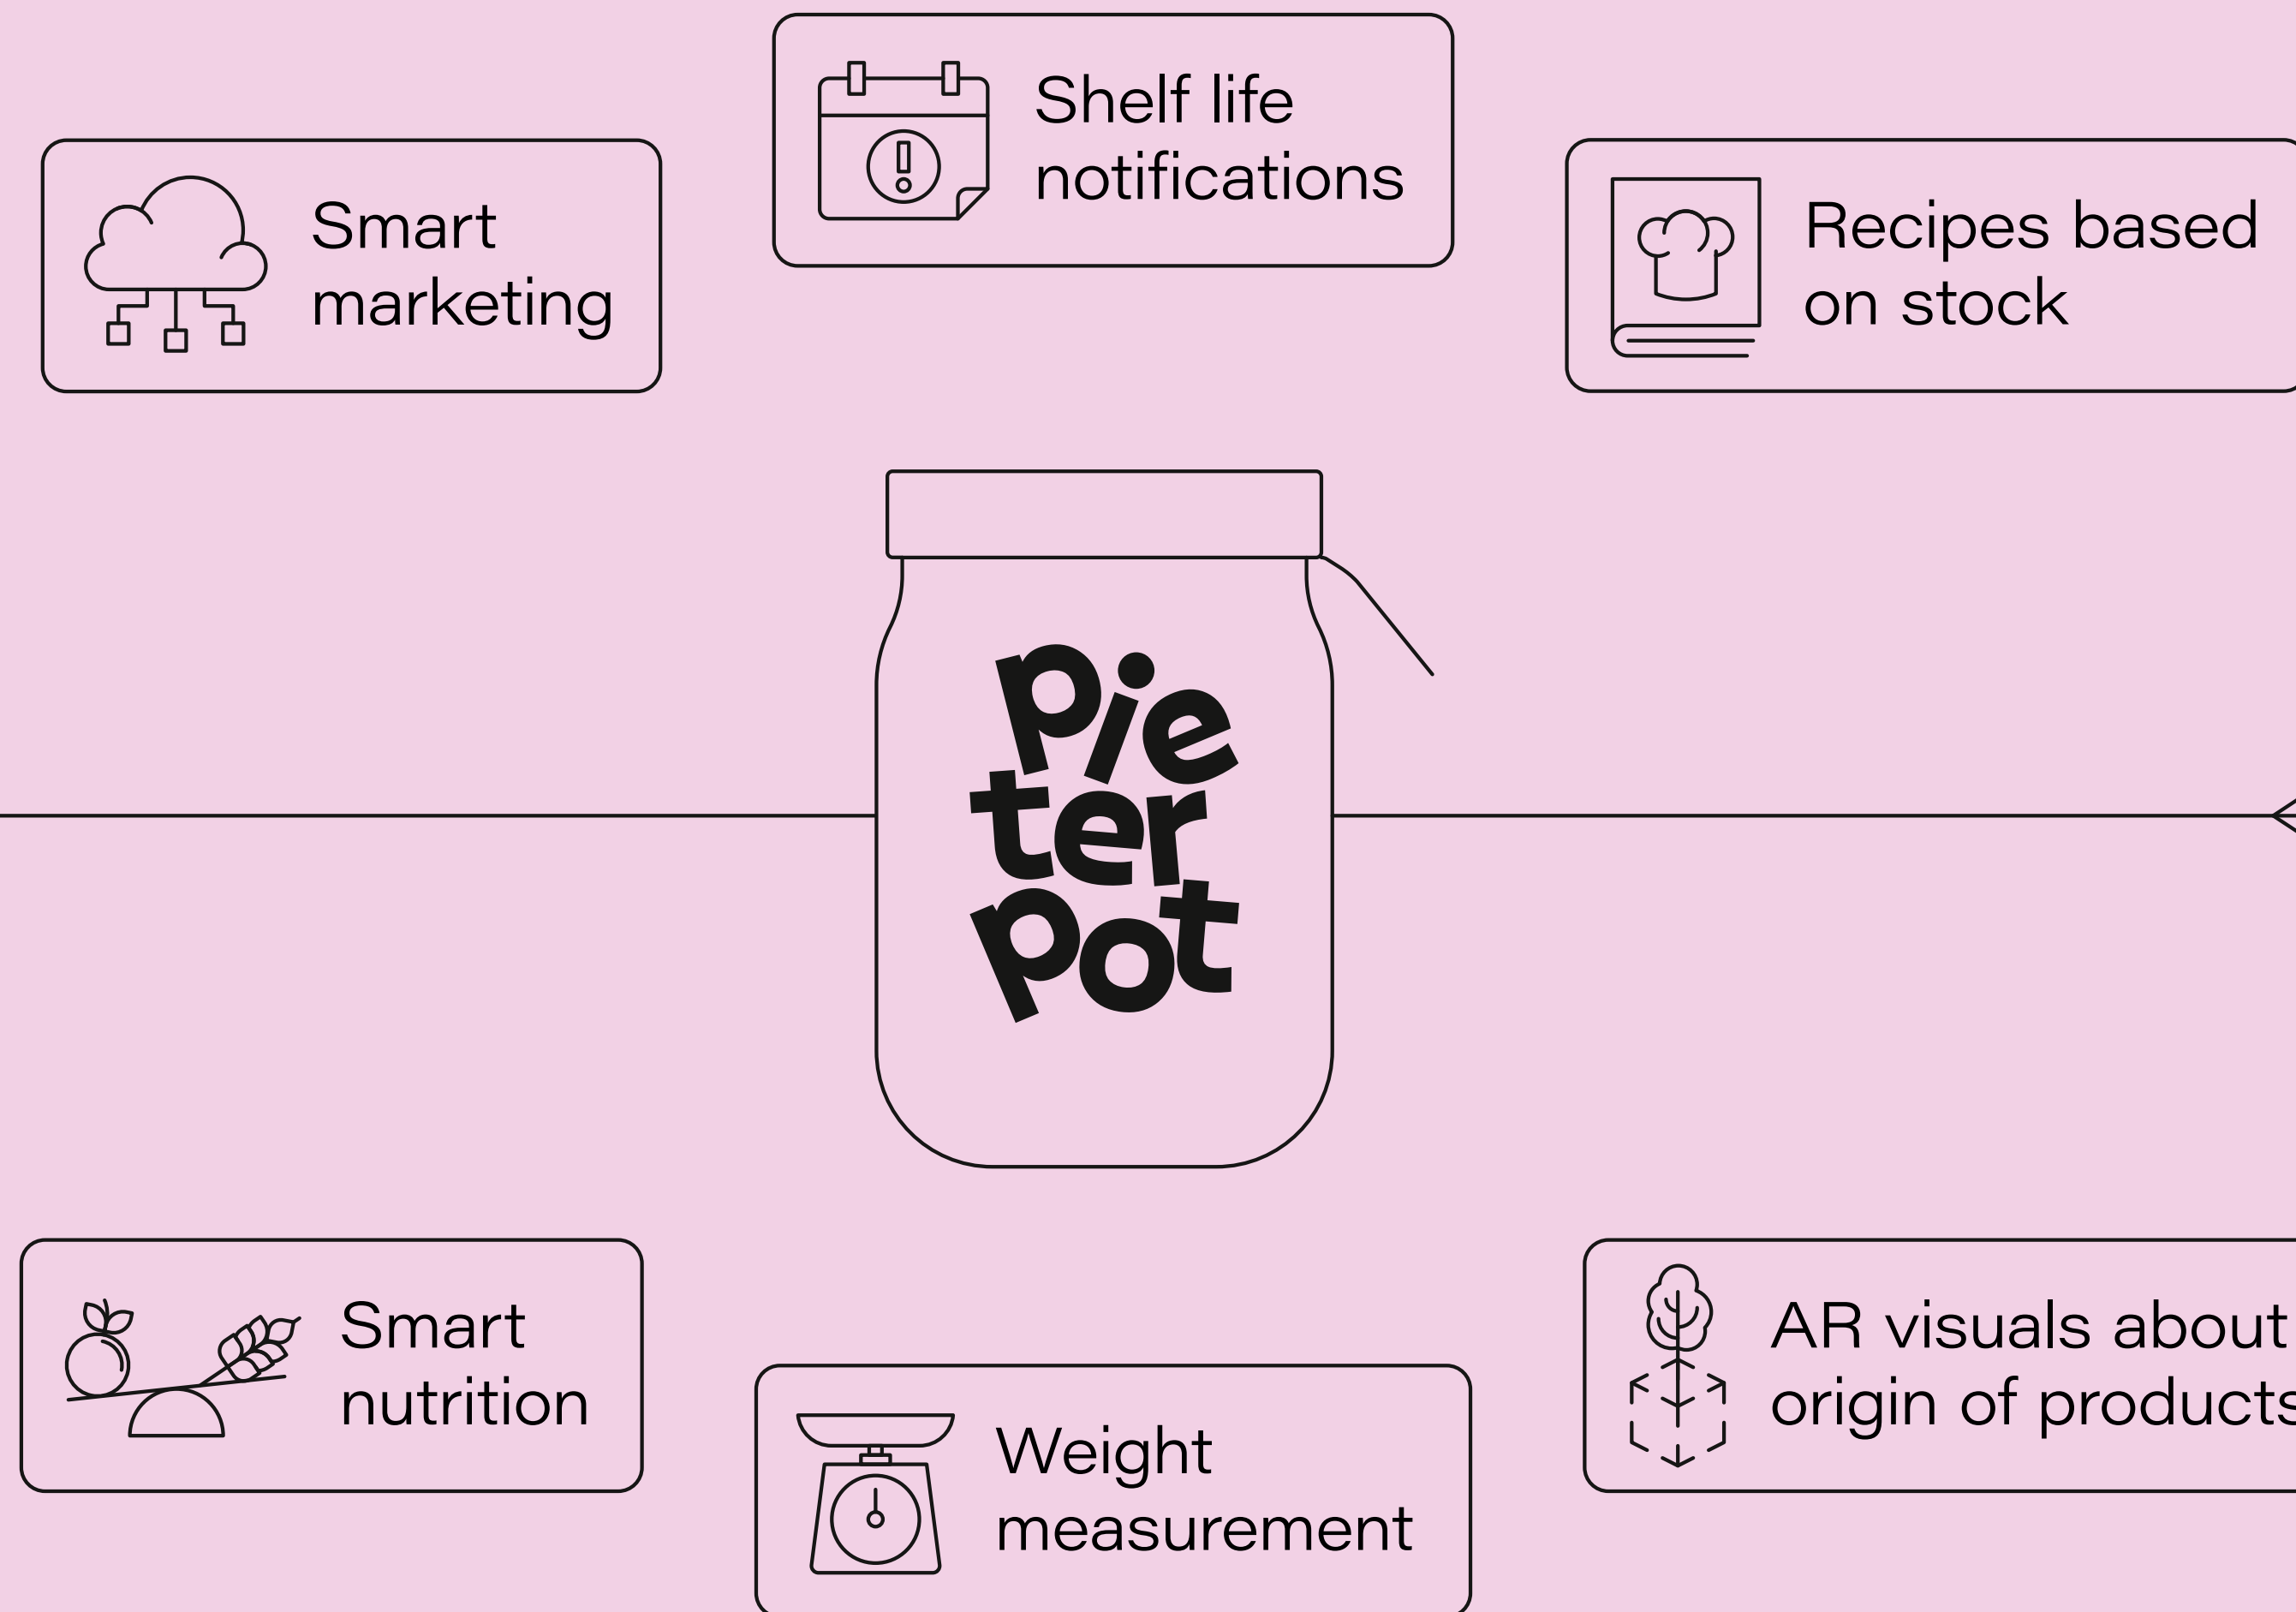 Shelf life
notifications
Smart
marketing
Recipes based
on stock
pie
ter
pot
Smart
nutrition
AR visuals about
origin of products
Weight
measurement